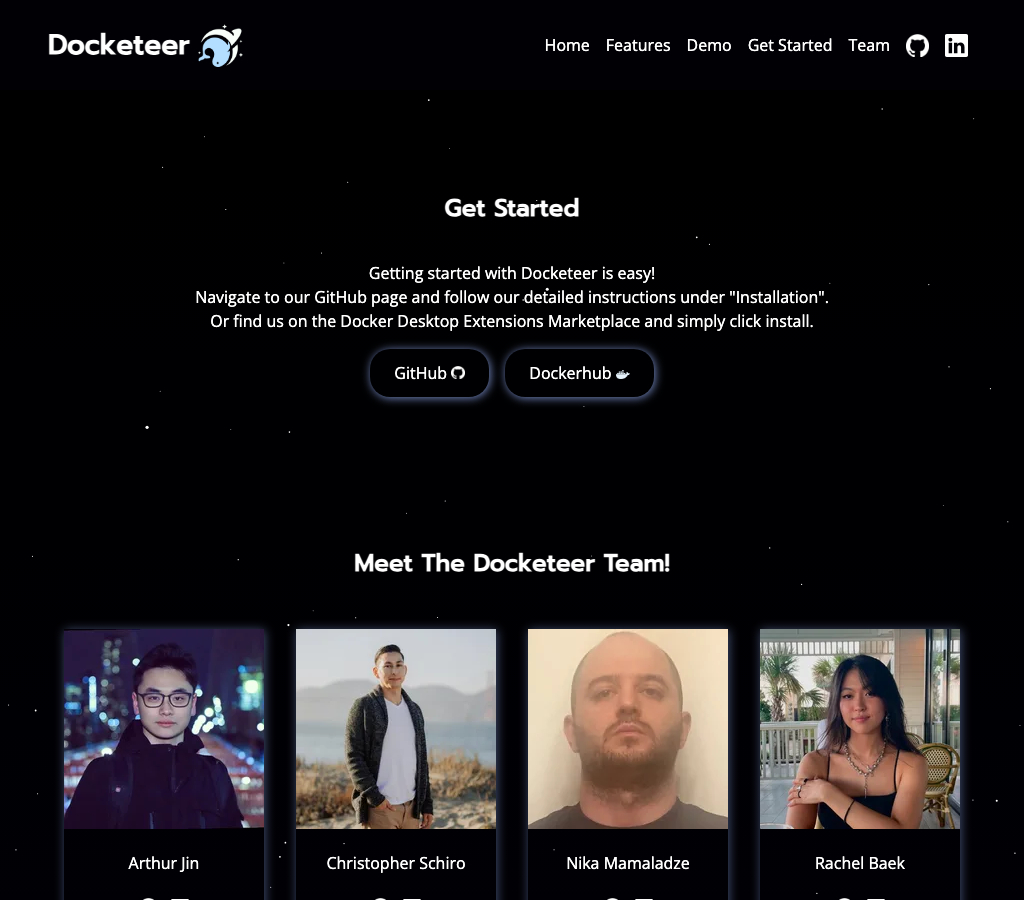 Docketeer
Home Features Demo Get Started Team
Get Started
Getting started with Docketeer is easy!
Navigate to our GitHub page and follow our detailed instructions under "Installation".
Or find us on the Docker Desktop Extensions Marketplace and simply click install.
GitHub Dockerhub
Meet The Docketeer Team!
Arthur Jin Christopher Schiro Nika Mamaladze Rachel Baek